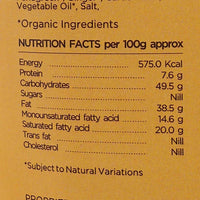 Vegetable Oil*, Salt,
*Organic Ingredients
NUTRITION FACTS per 100g approx
Energy 575.0 Kcal
Protein 7.6 g
Carbohydrates 49.5 g
Sugars Nill
Fat 38.5 g
Monounsaturated fatty acid 14.6 g
Saturated fatty acid 20.0 g
Trans fat Nill
Cholesterol Nill
*Subject to Natural Variations